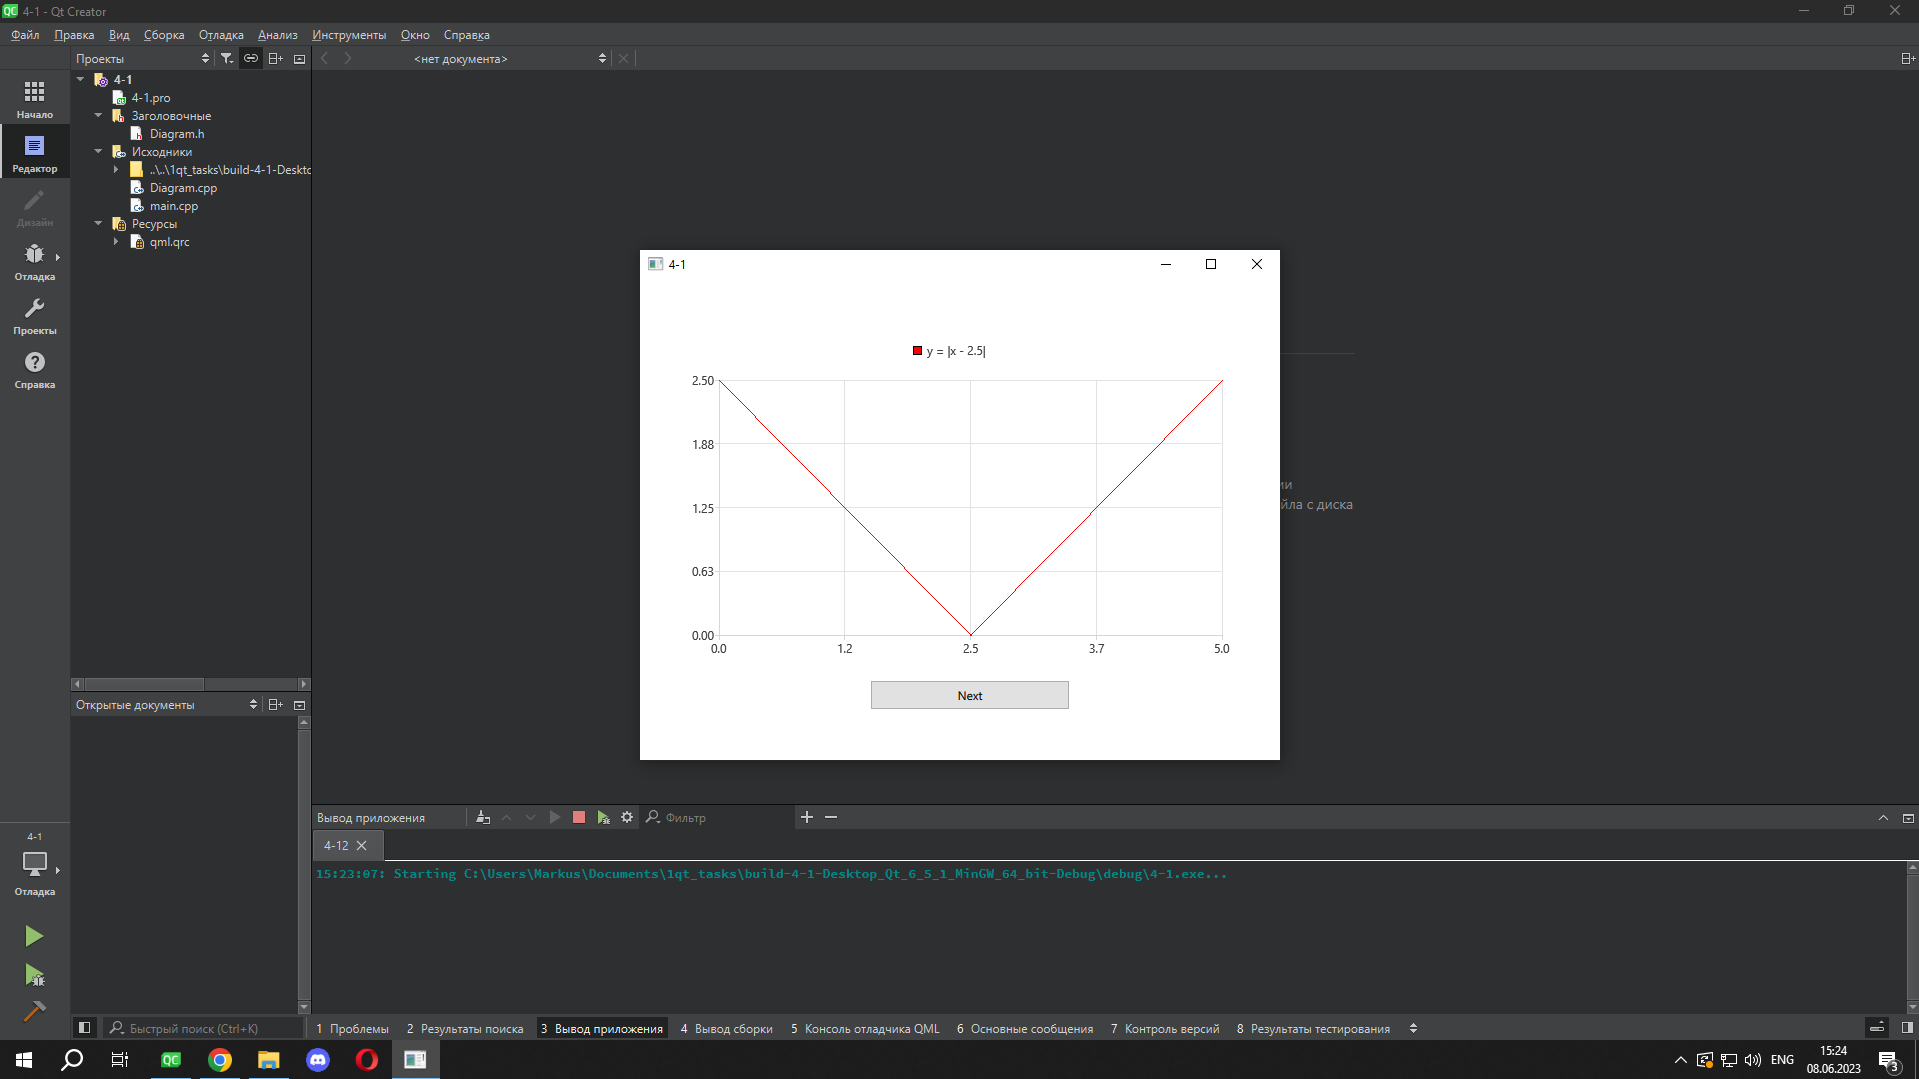 4-1 - Qt Creator
Файл Правка Вид Сборка Отладка Анализ Инструменты Окно Справка
Проекты
<нет документа>
Начало
Редактор
Дизайн
Отладка
Проекты
Справка
4-1
4-1.pro
Заголовочные
Diagram.h
Исходники
..\..\1qt_tasks\build-4-1-Deskto
Diagram.cpp
main.cpp
Ресурсы
qml.qrc
4-1
y = |x - 2.5|
2.50
1.88
1.25
0.63
0.00
0.0 1.2 2.5 3.7 5.0
Next
йла с диска
Открытые документы
4-1
Отладка
Вывод приложения
Фильтр
4-12
15:23:07: Starting C:\Users\Markus\Documents\1qt_tasks\build-4-1-Desktop_Qt_6_5_1_MinGW_64_bit-Debug\debug\4-1.exe...
Быстрый поиск (Ctrl+K)
1 Проблемы 2 Результаты поиска 3 Вывод приложения 4 Вывод сборки 5 Консоль отладчика QML 6 Основные сообщения 7 Контроль версий 8 Результаты тестирования
QC
ENG
15:24
08.06.2023
3